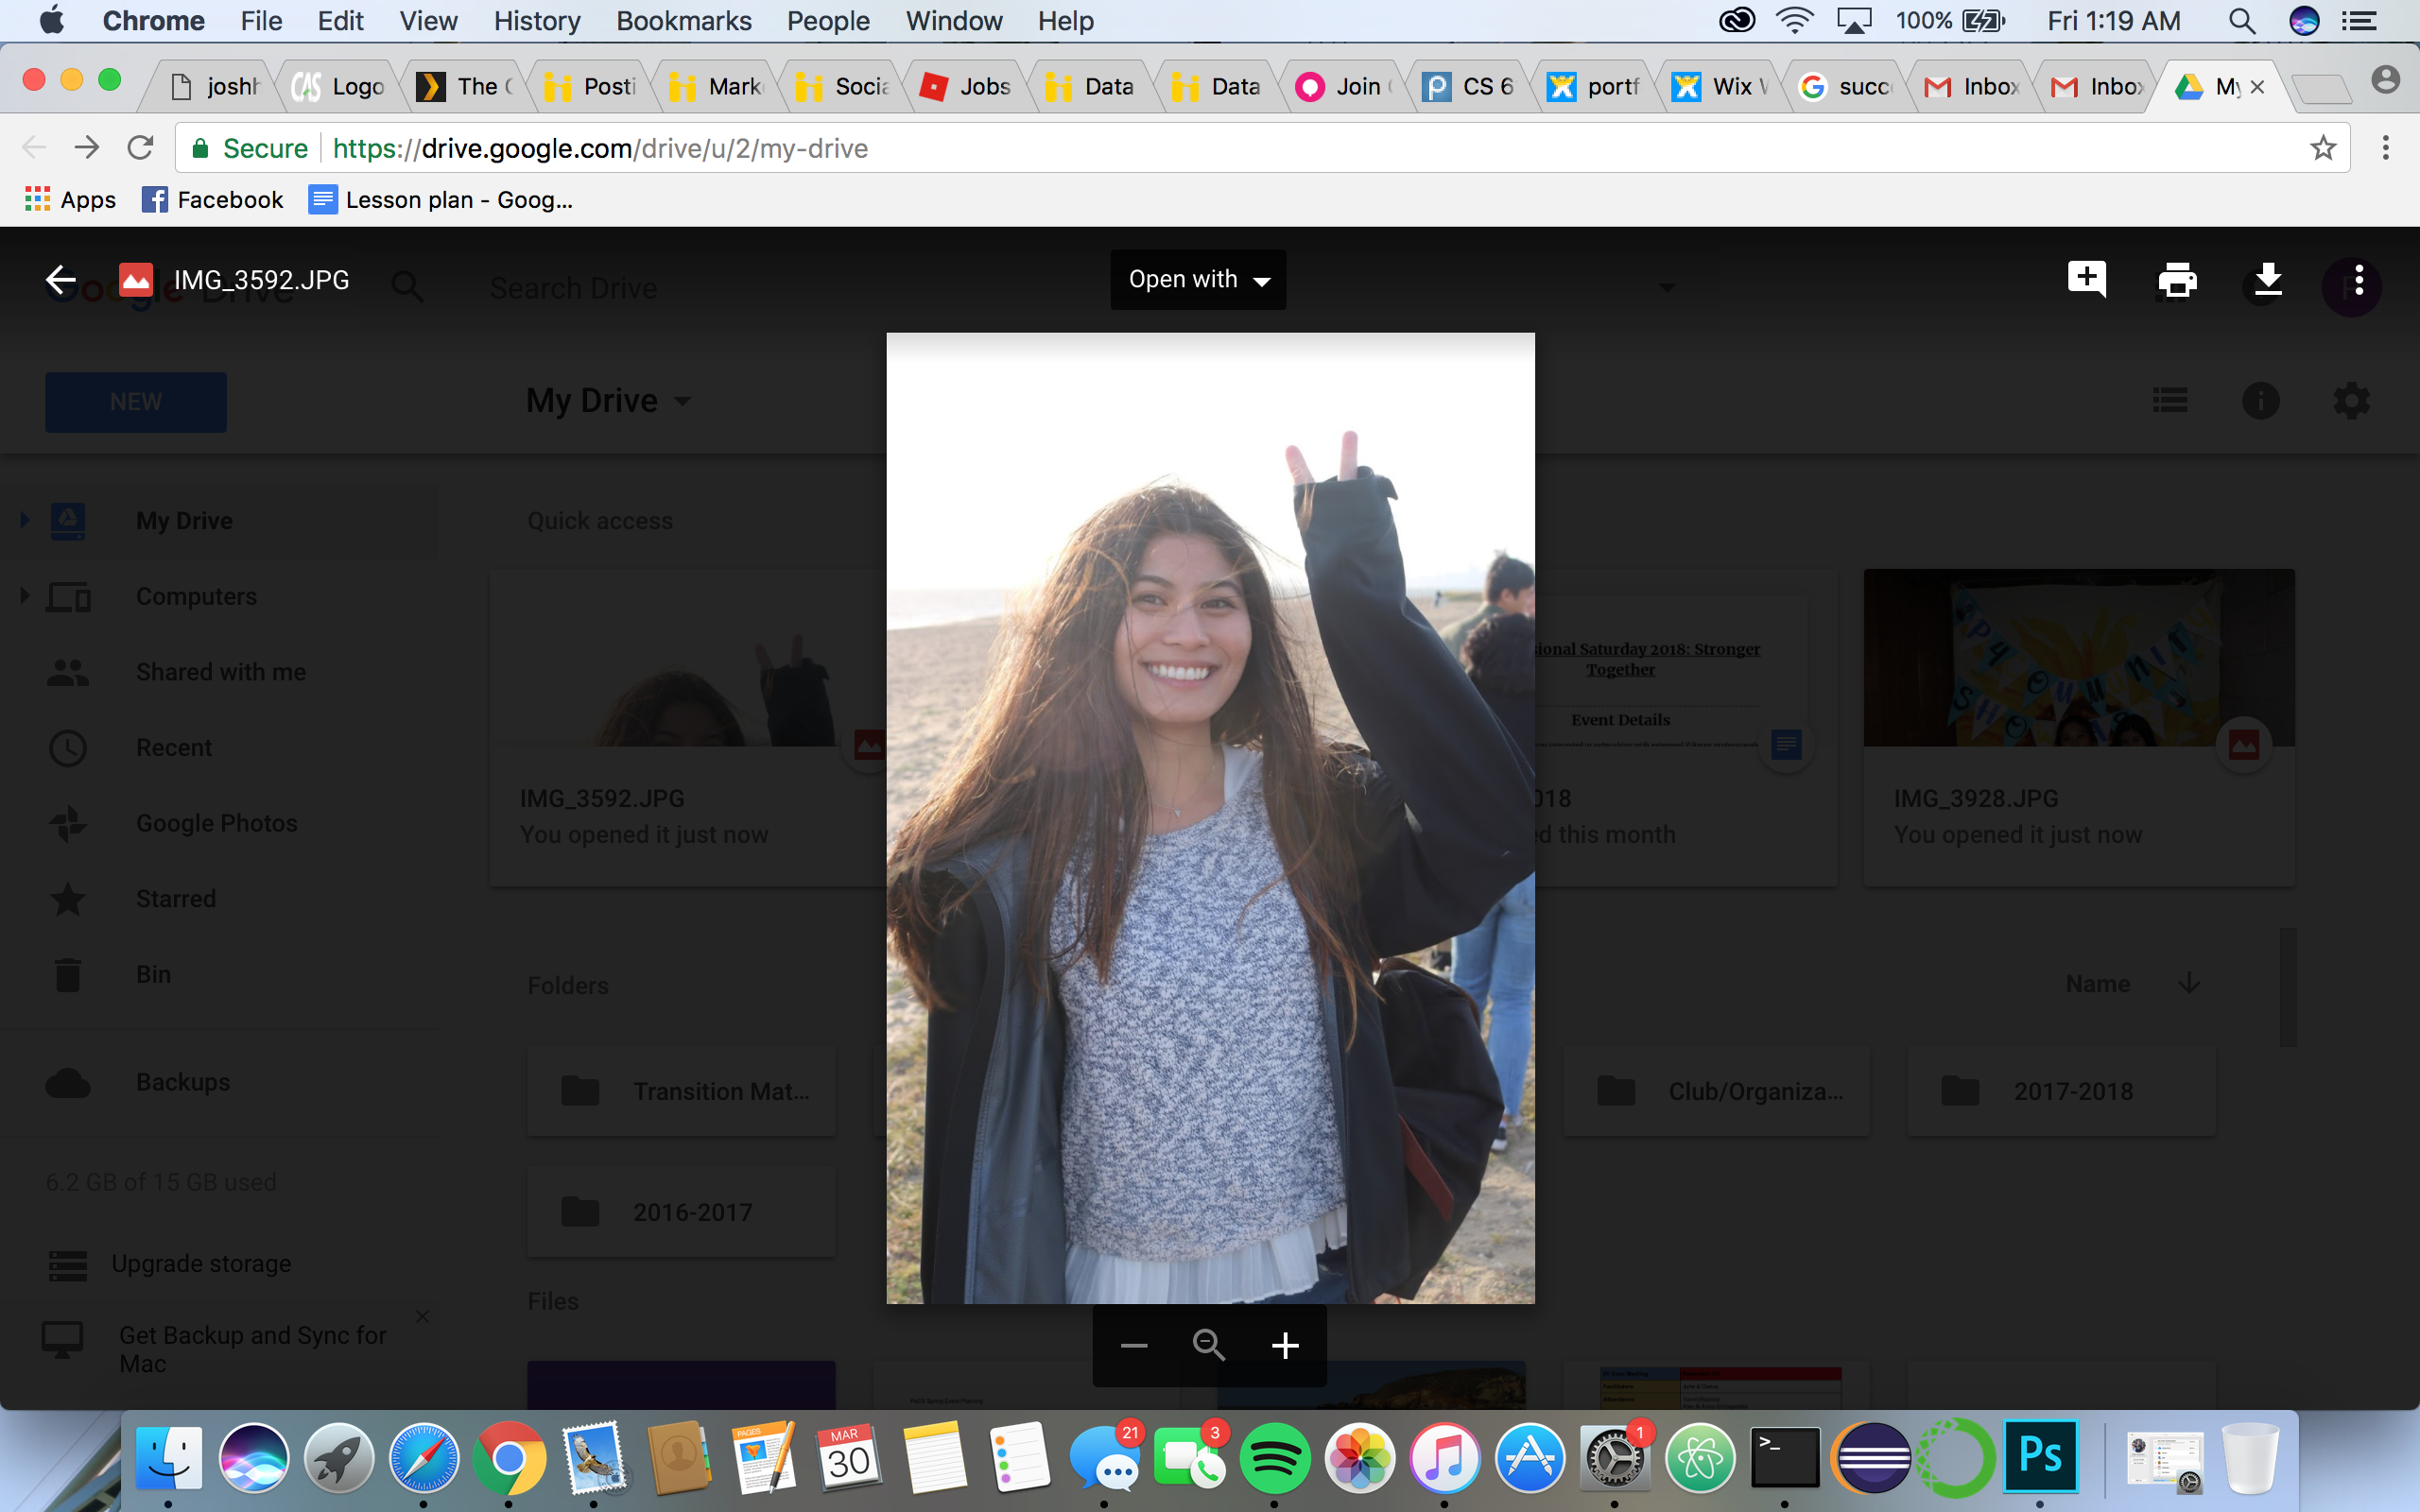 Chrome File Edit View History Bookmarks People Window Help 100% Fri 1:19 AM
joshh Logo The C Posti Mark Socia Jobs Data Data Join CS 6 portf Wix W succ Inbox Inbox My
Secure https://drive.google.com/drive/u/2/my-drive
Apps Facebook Lesson plan - Goog...
IMG_3592.JPG Open with
Google Drive Search Drive
NEW My Drive
My Drive Quick access
Computers
Shared with me
Recent
Google Photos
Starred
Bin
Backups
6.2 GB of 15 GB used
Upgrade storage
Get Backup and Sync for
Mac
IMG_3592.JPG
You opened it just now
sional Saturday 2018: Stronger
Together
Event Details
018
ed this month
IMG_3928.JPG
You opened it just now
Folders Name
Transition Mat... Club/Organiza... 2017-2018
2016-2017
Files
21 3 1
PAGES
MAR
30
>_
Ps